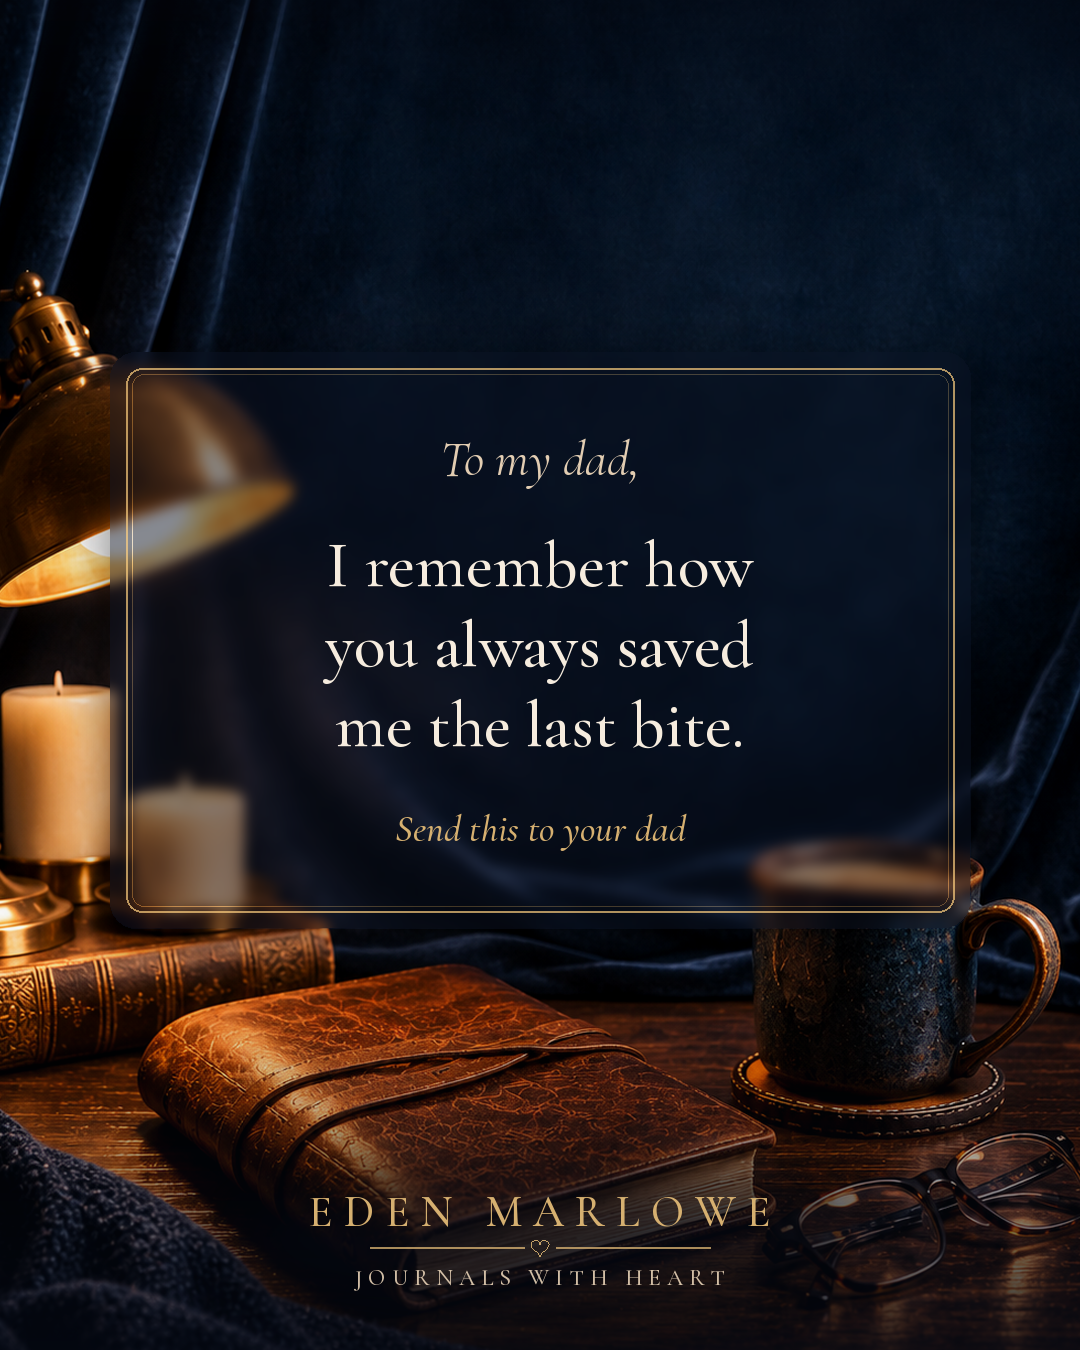 To my dad,
I remember how
you always saved
me the last bite.
Send this to your dad
EDEN MARLOWE
JOURNALS WITH HEART